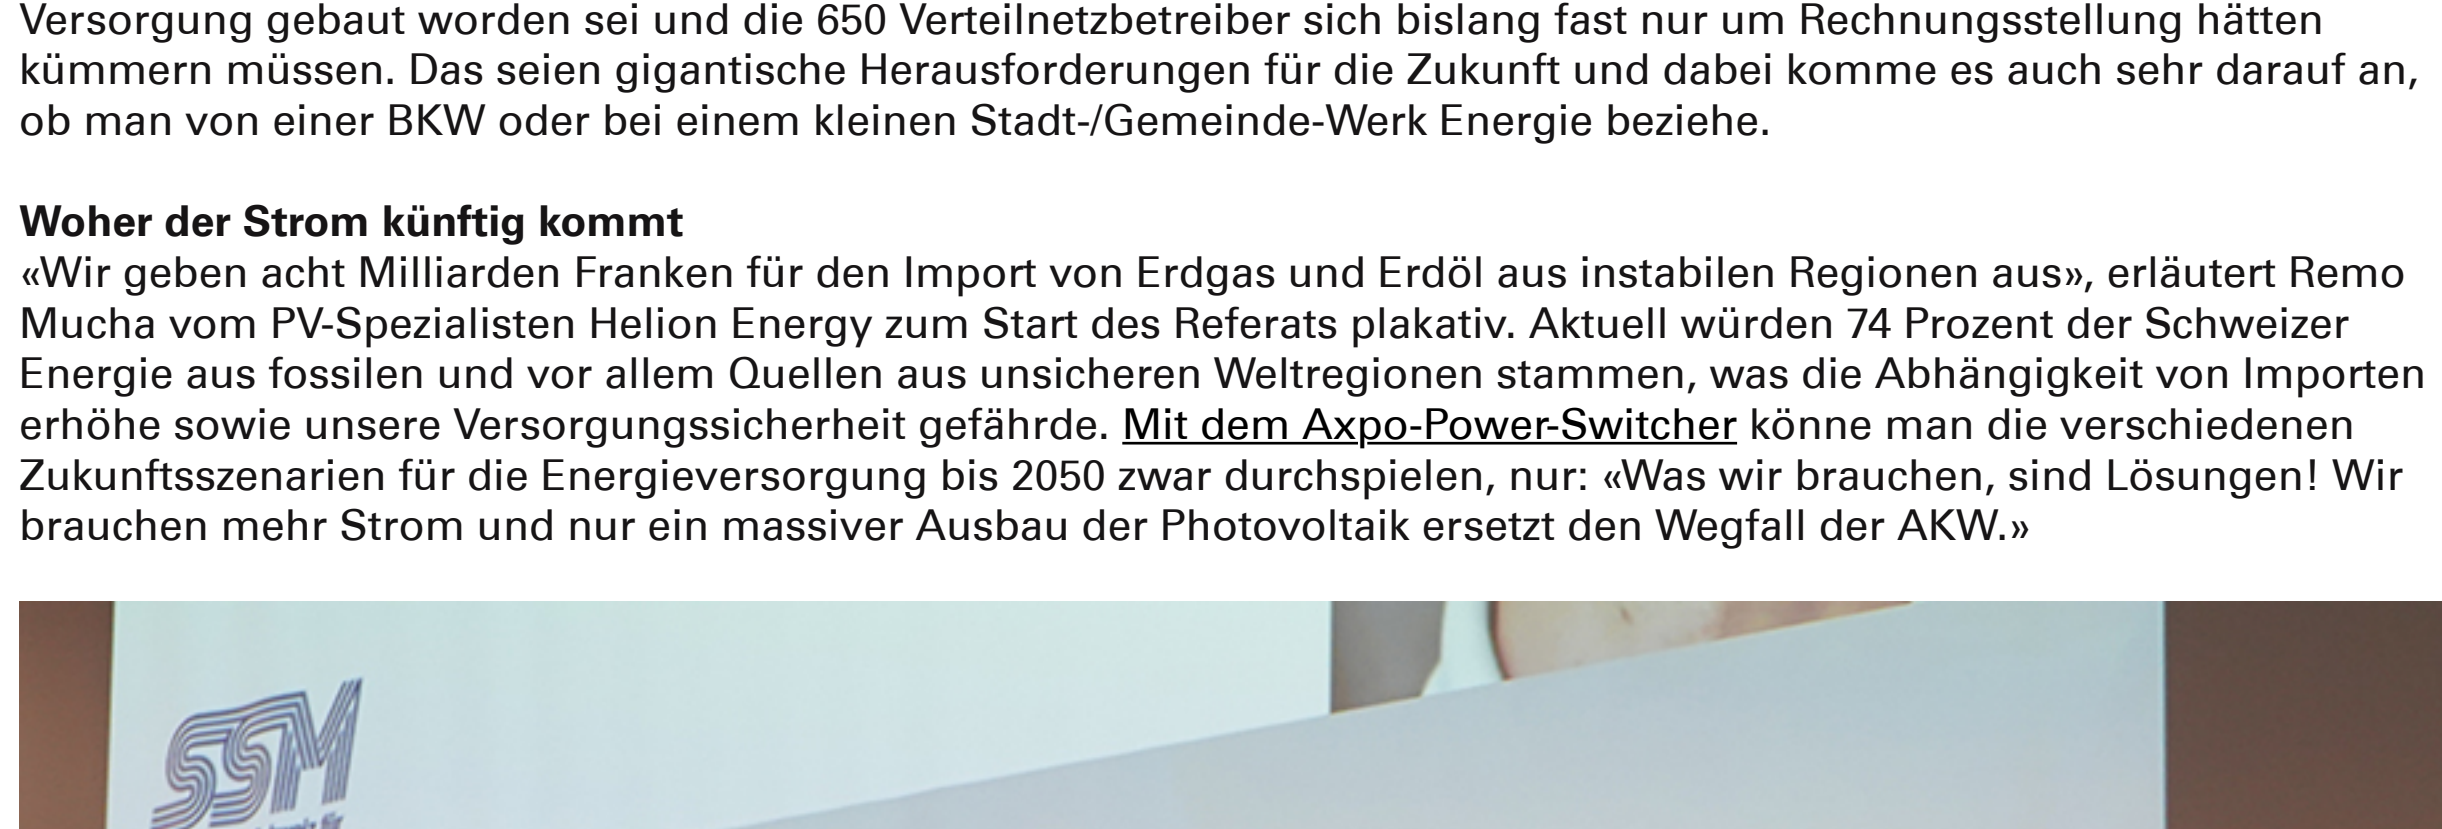 Versorgung gebaut worden sei und die 650 Verteilnetzbetreiber sich bislang fast nur um Rechnungsstellung hätten
kümmern müssen. Das seien gigantische Herausforderungen für die Zukunft und dabei komme es auch sehr darauf an,
ob man von einer BKW oder bei einem kleinen Stadt-/Gemeinde-Werk Energie beziehe.
Woher der Strom künftig kommt
«Wir geben acht Milliarden Franken für den Import von Erdgas und Erdöl aus instabilen Regionen aus», erläutert Remo
Mucha vom PV-Spezialisten Helion Energy zum Start des Referats plakativ. Aktuell würden 74 Prozent der Schweizer
Energie aus fossilen und vor allem Quellen aus unsicheren Weltregionen stammen, was die Abhängigkeit von Importen
erhöhe sowie unsere Versorgungssicherheit gefährde. Mit dem Axpo-Power-Switcher könne man die verschiedenen
Zukunftsszenarien für die Energieversorgung bis 2050 zwar durchspielen, nur: «Was wir brauchen, sind Lösungen! Wir
brauchen mehr Strom und nur ein massiver Ausbau der Photovoltaik ersetzt den Wegfall der AKW.»
SSM